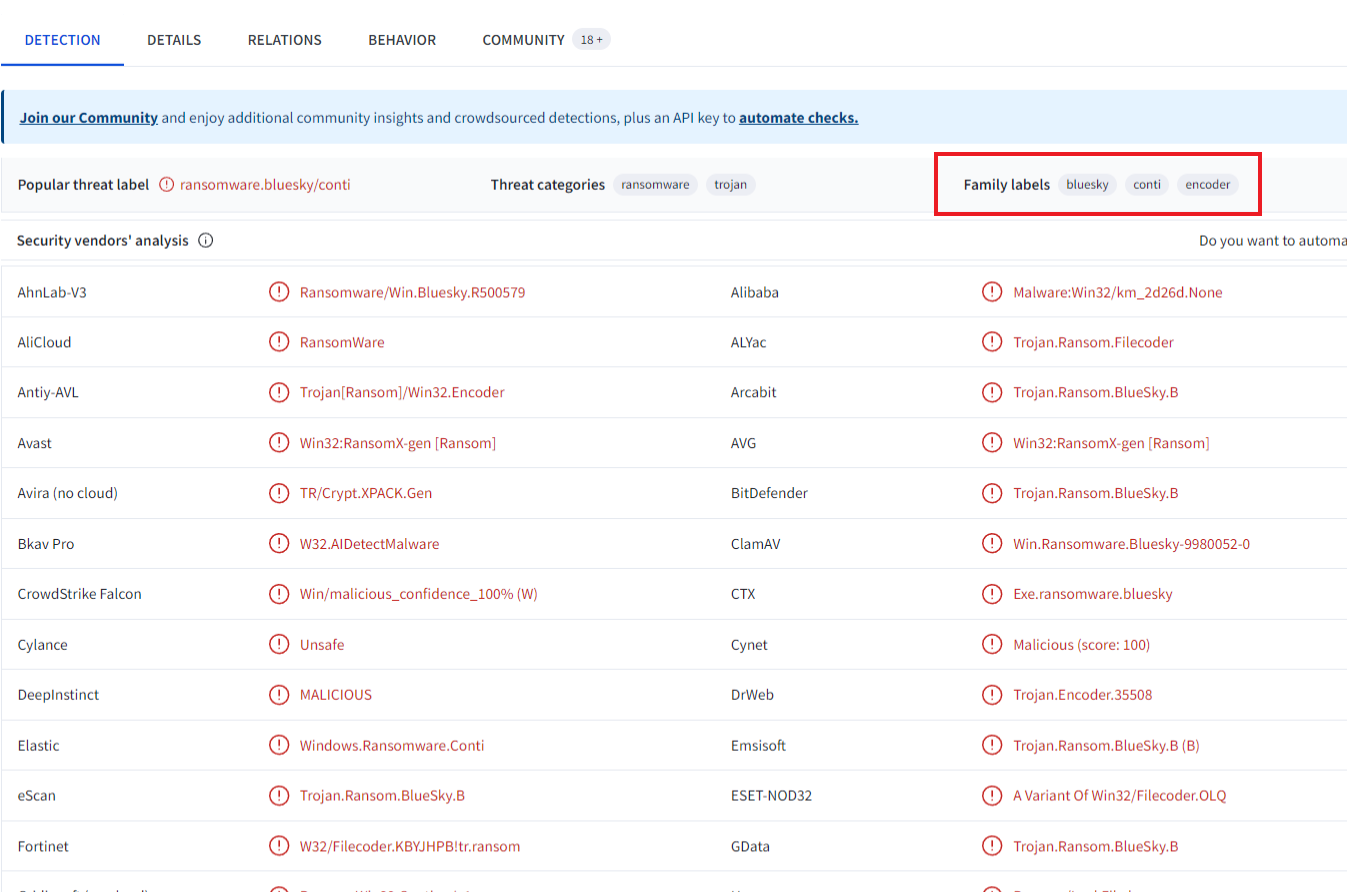 DETECTION DETAILS RELATIONS BEHAVIOR COMMUNITY 18 +
Join our Community and enjoy additional community insights and crowdsourced detections, plus an API key to automate checks.
Popular threat label ransomware.bluesky/conti Threat categories ransomware trojan Family labels bluesky conti encoder
Security vendors' analysis Do you want to automa
AhnLab-V3 Ransomware/Win.Bluesky.R500579 Alibaba Malware:Win32/km_2d26d.None
AliCloud RansomWare ALYac Trojan.Ransom.Filecoder
Antiy-AVL Trojan[Ransom]/Win32.Encoder Arcabit Trojan.Ransom.BlueSky.B
Avast Win32:RansomX-gen [Ransom] AVG Win32:RansomX-gen [Ransom]
Avira (no cloud) TR/Crypt.XPACK.Gen BitDefender Trojan.Ransom.BlueSky.B
Bkav Pro W32.AIDetectMalware ClamAV Win.Ransomware.Bluesky-9980052-0
CrowdStrike Falcon Win/malicious_confidence_100% (W) CTX Exe.ransomware.bluesky
Cylance Unsafe Cynet Malicious (score: 100)
DeepInstinct MALICIOUS DrWeb Trojan.Encoder.35508
Elastic Windows.Ransomware.Conti Emsisoft Trojan.Ransom.BlueSky.B (B)
eScan Trojan.Ransom.BlueSky.B ESET-NOD32 A Variant Of Win32/Filecoder.OLQ
Fortinet W32/Filecoder.KBYJHPB!tr.ransom GData Trojan.Ransom.BlueSky.B